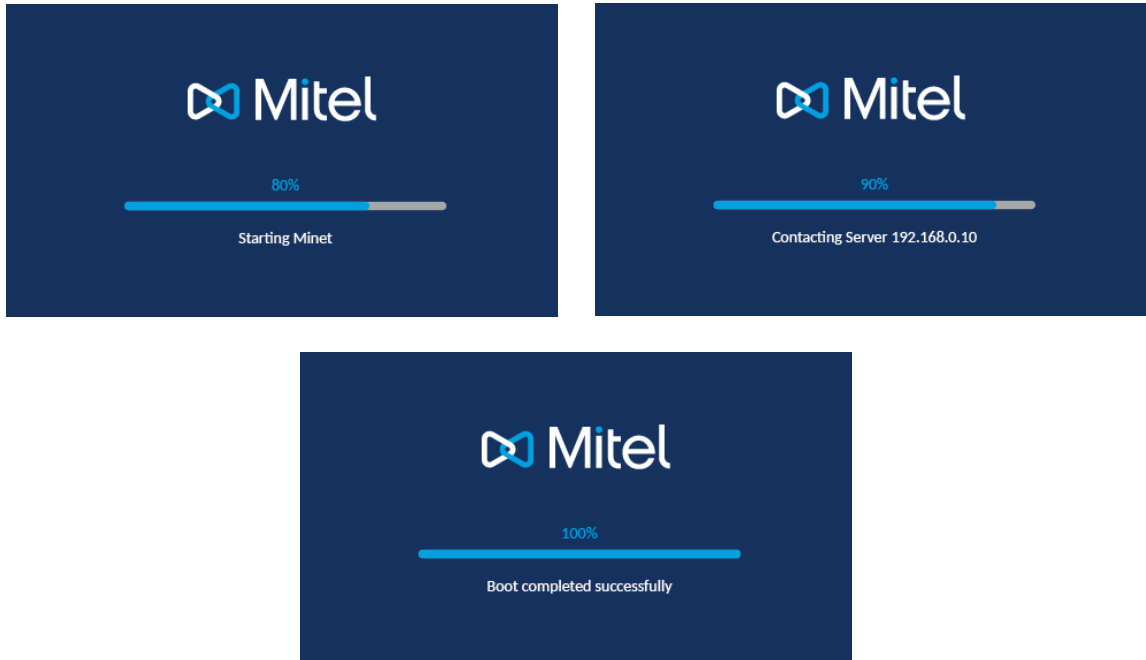 Mitel
80%
Starting Minet
Mitel
90%
Contacting Server 192.168.0.10
Mitel
100%
Boot completed successfully